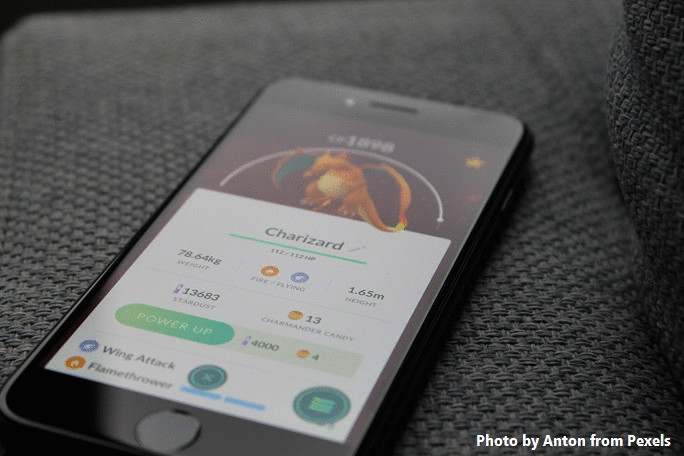 CP1898
Charizard
112 / 112 HP
78.64kg
WEIGHT
FIRE / FLYING
1.65m
HEIGHT
13683
STARDUST
13
CHARMANDER CANDY
POWER UP
4000
4
Wing Attack
Flamethrower
Photo by Anton from Pexels